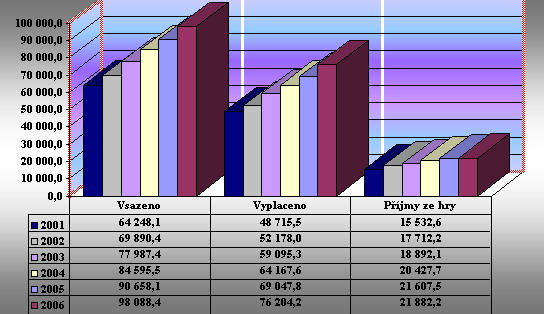 100 000,0
90 000,0
80 000,0
70 000,0
60 000,0
50 000,0
40 000,0
30 000,0
20 000,0
10 000,0
0,0
Vsazeno Vyplaceno Příjmy ze hry
2001 64 248,1 48 715,5 15 532,6
2002 69 890,4 52 178,0 17 712,2
2003 77 987,4 59 095,3 18 892,1
2004 84 595,5 64 167,6 20 427,7
2005 90 658,1 69 047,8 21 607,5
2006 98 088,4 76 204,2 21 882,2